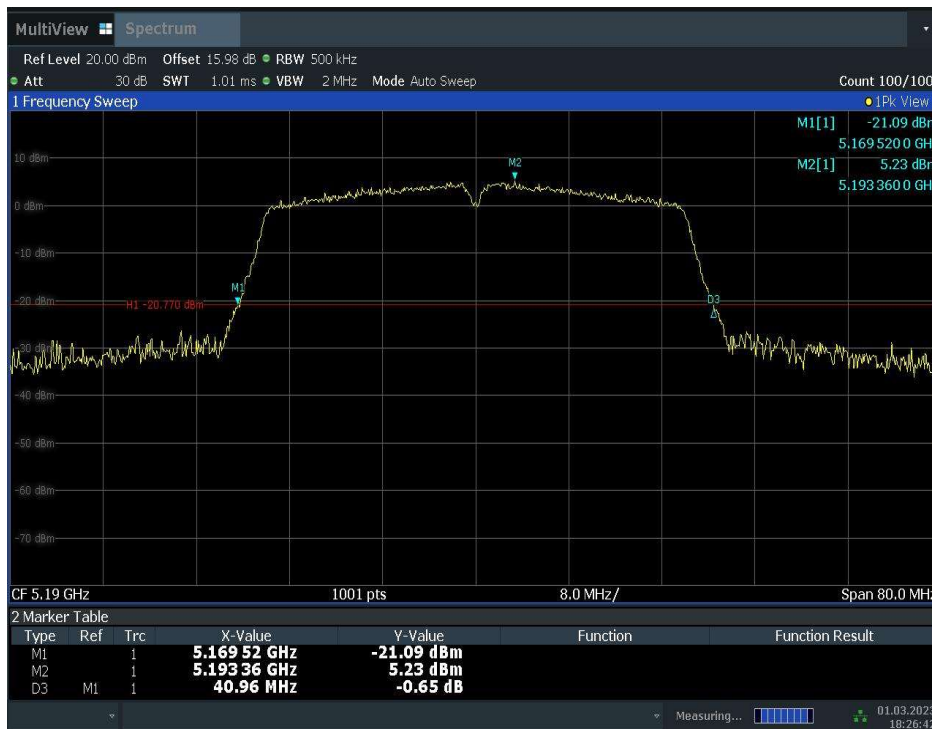 MultiView Spectrum
Ref Level 20.00 dBm Offset 15.98 dB RBW 500 kHz
Att 30 dB SWT 1.01 ms VBW 2 MHz Mode Auto Sweep Count 100/100
1 Frequency Sweep 1Pk View
M1[1] -21.09 dBm
5.169 520 0 GH
M2[1] 5.23 dBm
5.193 360 0 GH
10 dBm
M2
0 dBm
-10 dBm
M1
-20 dBm
H1 -20.770 dBm
D3
-30 dBm
-40 dBm
-50 dBm
-60 dBm
-70 dBm
CF 5.19 GHz 1001 pts 8.0 MHz/ Span 80.0 MHz
2 Marker Table
Type Ref Trc X-Value Y-Value Function Function Result
M1 1 5.169 52 GHz -21.09 dBm
M2 1 5.193 36 GHz 5.23 dBm
D3 M1 1 40.96 MHz -0.65 dB
Measuring... 01.03.2023
18:26:42